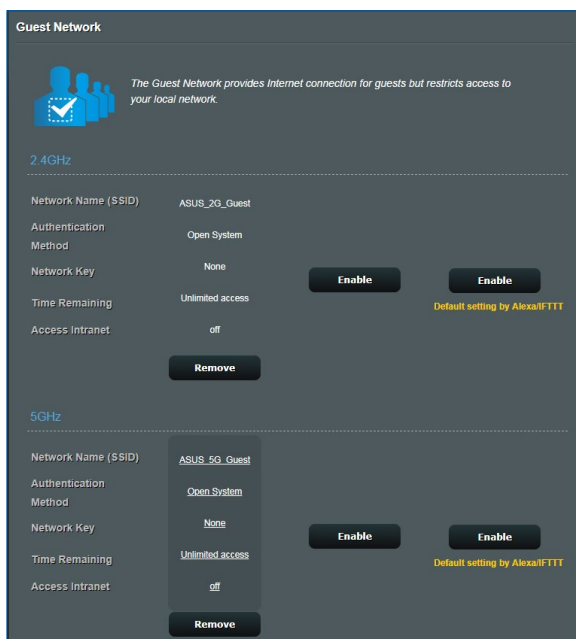 Guest Network
The Guest Network provides Internet connection for guests but restricts access to
your local network.
2.4GHz
Network Name (SSID) ASUS_2G_Guest
Authentication
Method
Open System
Network Key None
Enable Enable
Time Remaining Unlimited access
Default setting by Alexa/IFTTT
Access Intranet off
Remove
5GHz
Network Name (SSID) ASUS_5G_Guest
Authentication
Method
Open System
Network Key None
Enable Enable
Time Remaining Unlimited access
Default setting by Alexa/IFTTT
Access Intranet off
Remove